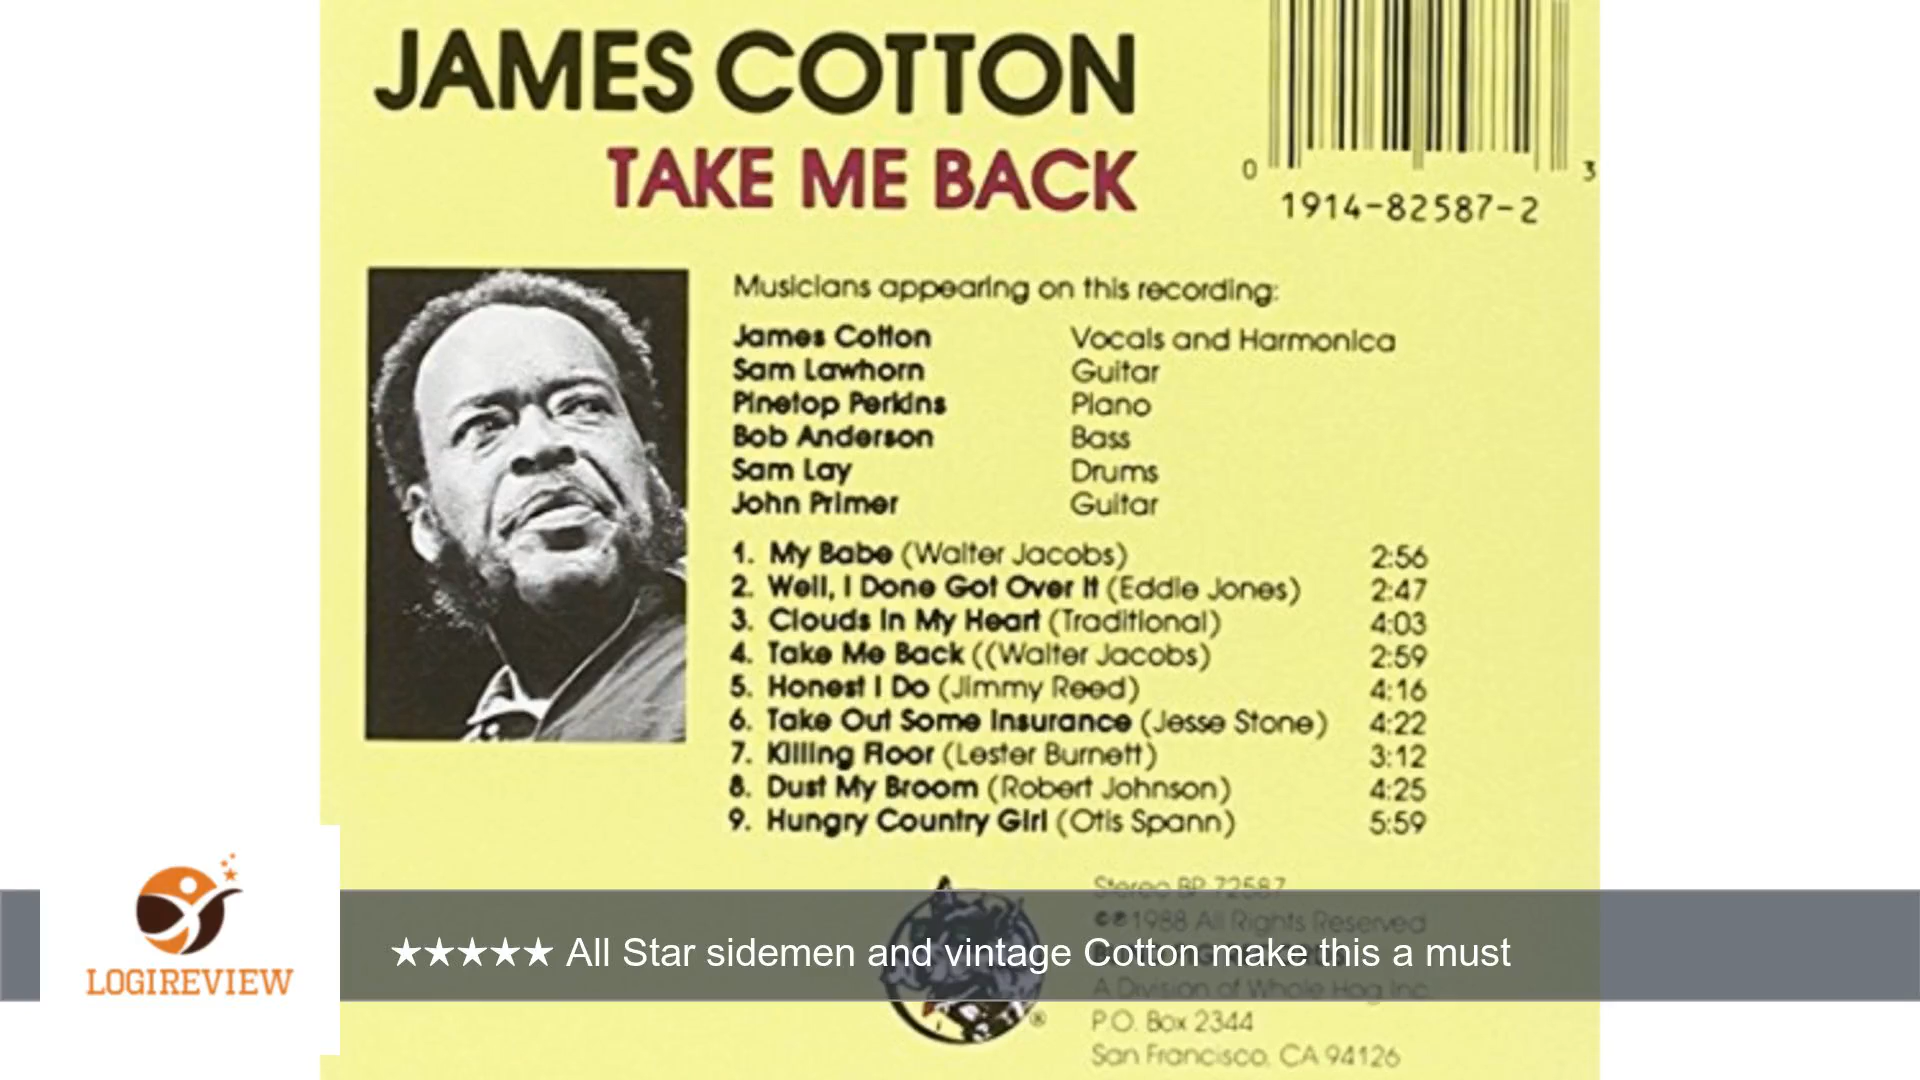 JAMES COTTON
TAKE ME BACK
0 3
1914-82587-2
Musicians appearing on this recording:
James Cotton Vocals and Harmonica
Sam Lawhorn Guitar
Pinetop Perkins Piano
Bob Anderson Bass
Sam Lay Drums
John Primer Guitar
1. My Babe (Walter Jacobs) 2:56
2. Well, I Done Got Over It (Eddie Jones) 2:47
3. Clouds In My Heart (Traditional) 4:03
4. Take Me Back ((Walter Jacobs) 2:59
5. Honest I Do (Jimmy Reed) 4:16
6. Take Out Some Insurance (Jesse Stone) 4:22
7. Killing Floor (Lester Burnett) 3:12
8. Dust My Broom (Robert Johnson) 4:25
9. Hungry Country Girl (Otis Spann) 5:59
Stereo BP-72587
©℗1988 All Rights Reserved
A Division of Whole Hog Inc.
P.O. Box 2344
San Francisco, CA 94126
®
LOGIREVIEW
★★★★★ All Star sidemen and vintage Cotton make this a must